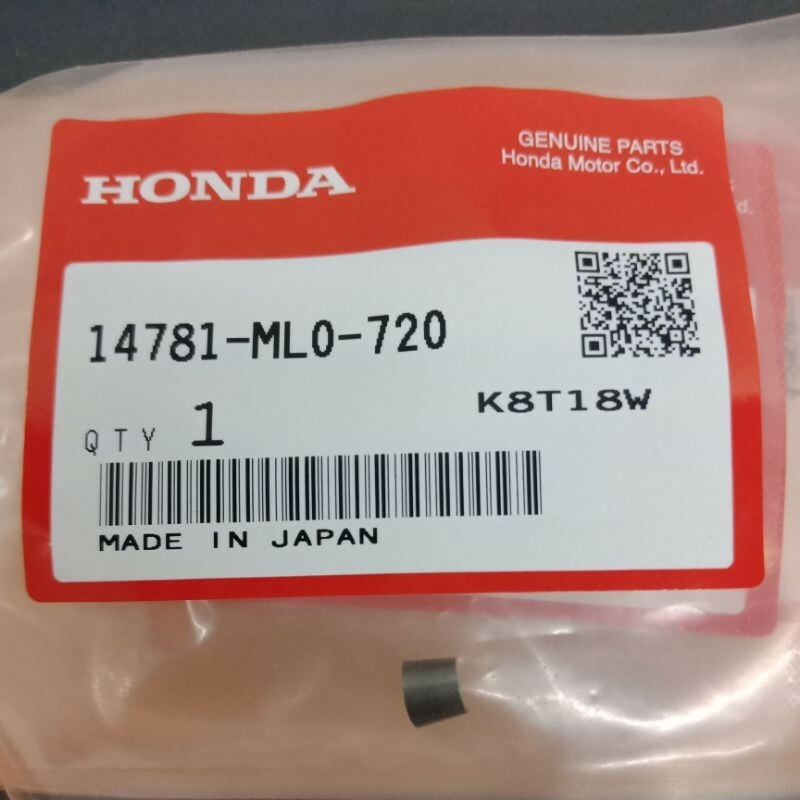 HONDA
GENUINE PARTS
Honda Motor Co., Ltd.
14781-ML0-720
K8T18W
QTY 1
MADE IN JAPAN